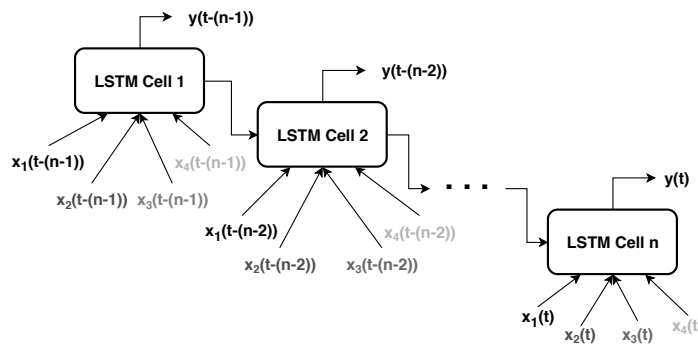 y(t-(n-1))
LSTM Cell 1
y(t-(n-2))
x₁(t-(n-1))
x₄(t-(n-1))
x₂(t-(n-1))
x₃(t-(n-1))
LSTM Cell 2
x₁(t-(n-2))
x₄(t-(n-2))
x₂(t-(n-2))
x₃(t-(n-2))
. . .
y(t)
LSTM Cell n
x₁(t)
x₄(t
x₂(t)
x₃(t)